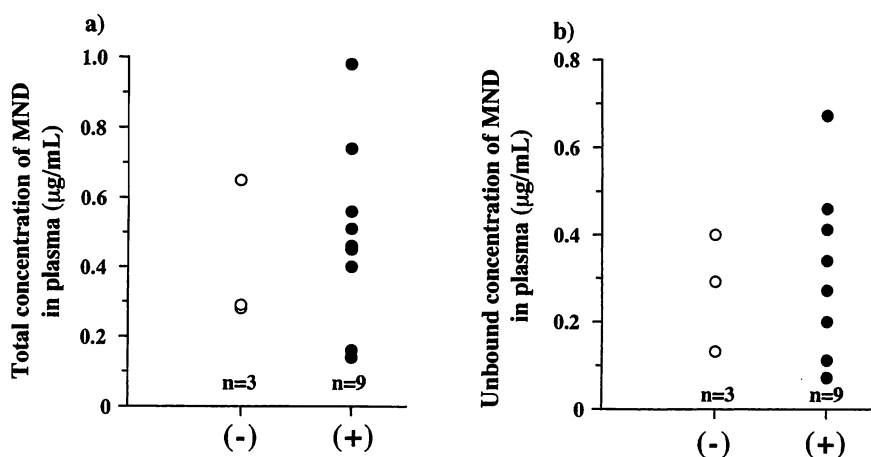 a)
Total concentration of MND
in plasma (µg/mL)
1.0
0.8
0.6
0.4
0.2
0
n=3
n=9
(-)
(+)
b)
Unbound concentration of MND
in plasma (µg/mL)
0.8
0.6
0.4
0.2
0
n=3
n=9
(-)
(+)